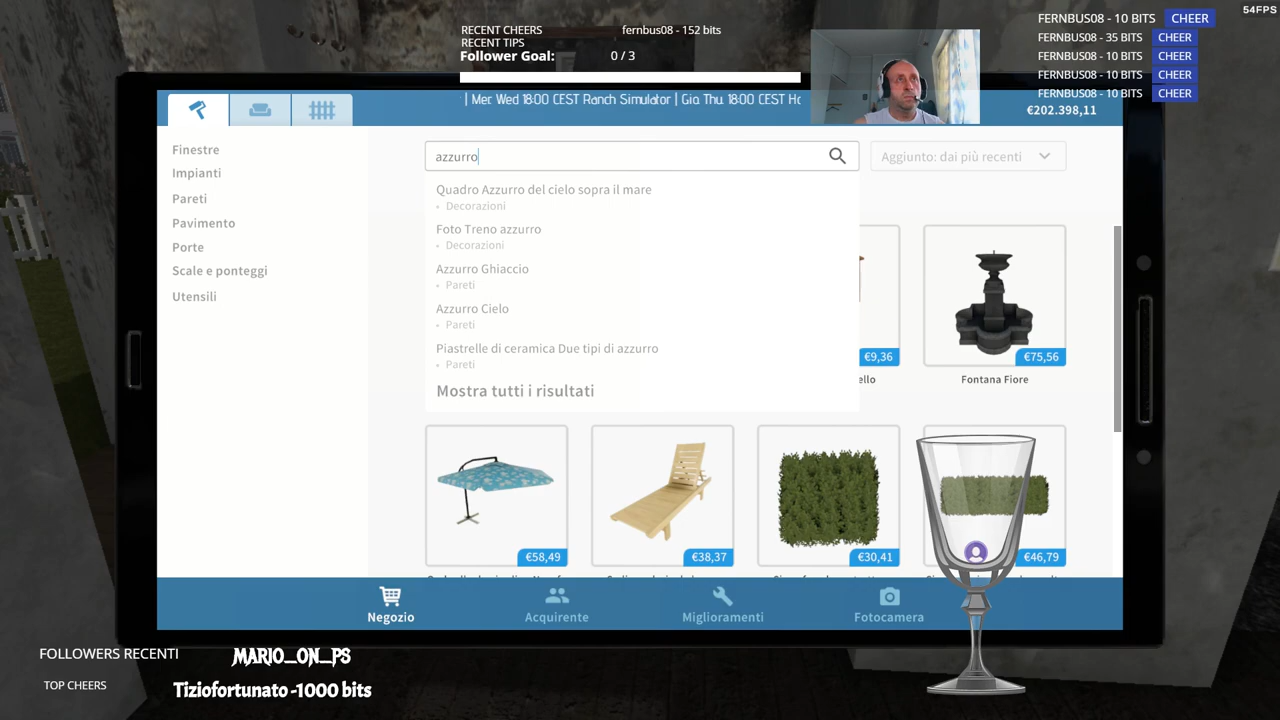 54FPS
RECENT CHEERS fernbus08 - 152 bits
RECENT TIPS
Follower Goal: 0 / 3
| Mer. Wed 18:00 CEST Ranch Simulator | Gio. Thu. 18:00 CEST
FERNBUS08 - 10 BITS CHEER
FERNBUS08 - 35 BITS CHEER
FERNBUS08 - 10 BITS CHEER
FERNBUS08 - 10 BITS CHEER
FERNBUS08 - 10 BITS CHEER
€202.398,11
Finestre
Impianti
Pareti
Pavimento
Porte
Scale e ponteggi
Utensili
azzurro
Aggiunto: dai più recenti
Quadro Azzurro del cielo sopra il mare
• Decorazioni
Foto Treno azzurro
• Decorazioni
Azzurro Ghiaccio
• Pareti
Azzurro Cielo
• Pareti
Piastrelle di ceramica Due tipi di azzurro
• Pareti
Mostra tutti i risultati
€9,36
ello
€75,56
Fontana Fiore
€58,49
€38,37
€30,41
€46,79
Negozio
Acquirente
Miglioramenti
Fotocamera
FOLLOWERS RECENTI MARIO_ON_PS
TOP CHEERS Tiziofortunato -1000 bits